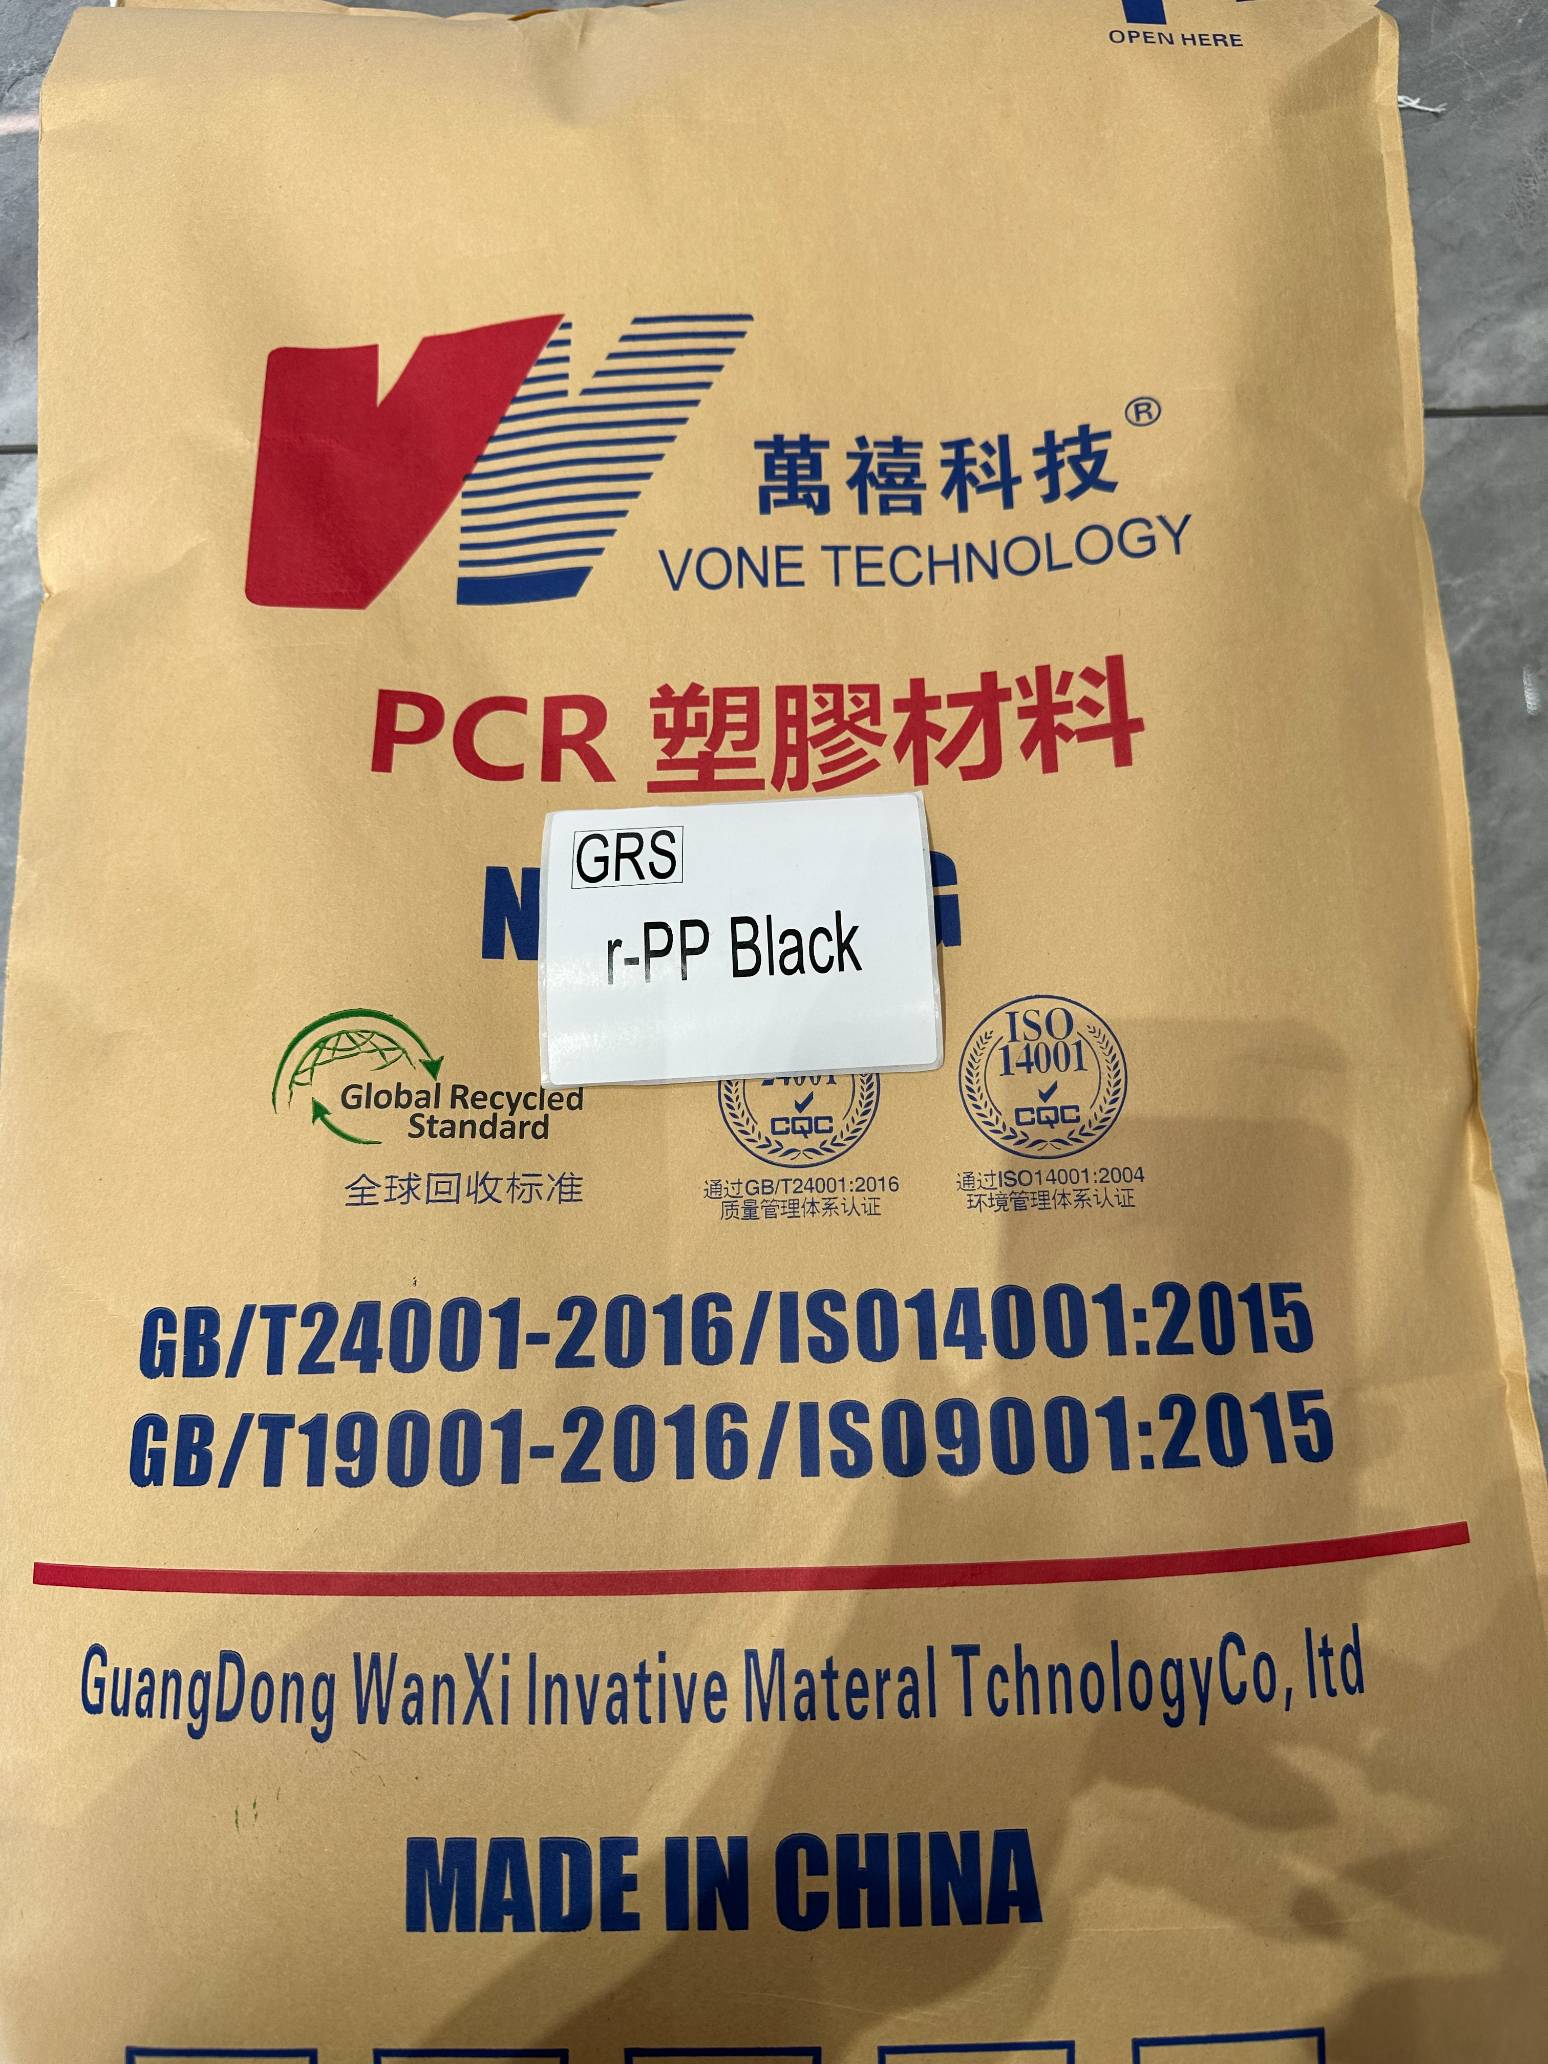 OPEN HERE
萬禧科技®
VONE TECHNOLOGY
PCR 塑膠材料
GRS
r-PP Black
Global Recycled
Standard
全球回收标准
24001
CQC
通过GB/T24001:2016
质量管理体系认证
ISO
14001
CQC
通过ISO14001:2004
环境管理体系认证
GB/T24001-2016/ISO14001:2015
GB/T19001-2016/ISO9001:2015
GuangDong WanXi Invative Materal TchnologyCo,ltd
MADE IN CHINA